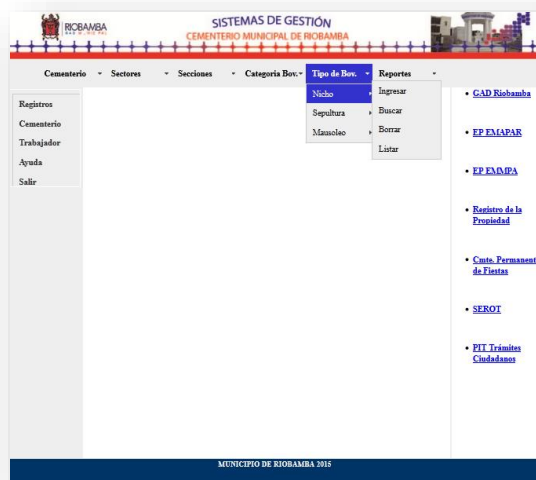 RIOBAMBA
SISTEMAS DE GESTIÓN
CEMENTERIO MUNICIPAL DE RIOBAMBA
Cementerio
Sectores
Secciones
Categoria Bov.
Tipo de Bov.
Reportes
Nicho
Sepultura
Mausoleo
Ingresar
Buscar
Borrar
Listar
Registros
Cementerio
Trabajador
Ayuda
Salir
GAD Riobamba
EP EMAPAR
EP EMMPA
Registro de la
Propiedad
Cmte. Permanent
de Fiestas
SEROT
PIT Trámites
Ciudadanos
MUNICIPIO DE RIOBAMBA 2015